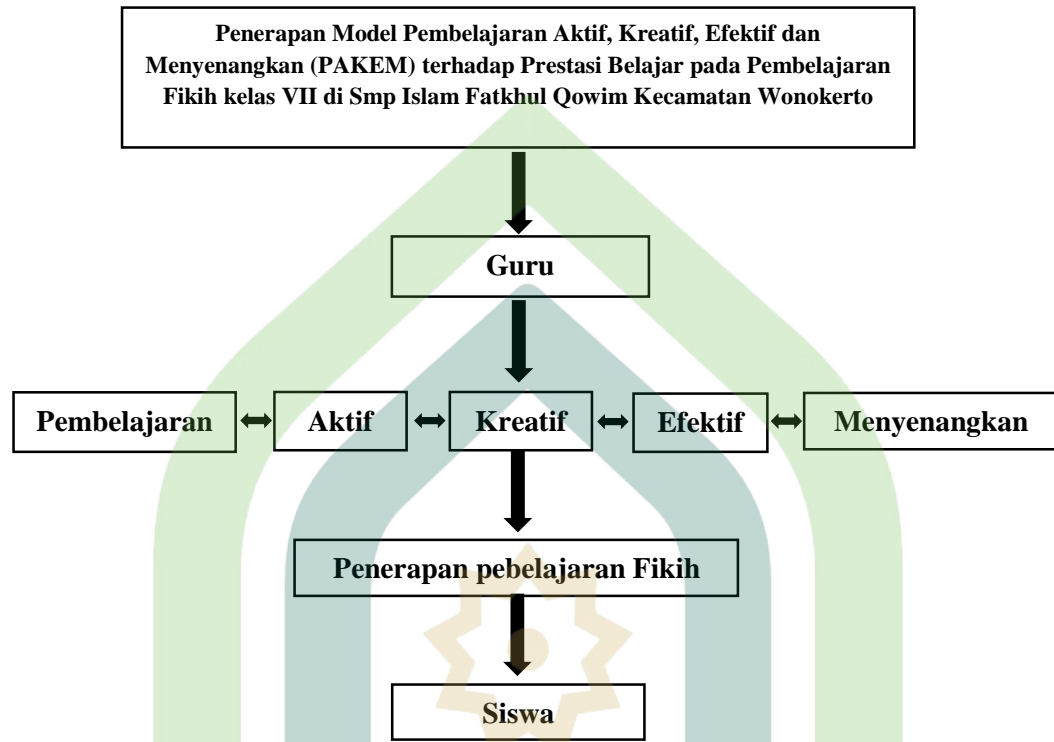 Penerapan Model Pembelajaran Aktif, Kreatif, Efektif dan
Menyenangkan (PAKEM) terhadap Prestasi Belajar pada Pembelajaran
Fikih kelas VII di Smp Islam Fatkhul Qowim Kecamatan Wonokerto
Guru
Pembelajaran Aktif Kreatif Efektif Menyenangkan
Penerapan pebelajaran Fikih
Siswa